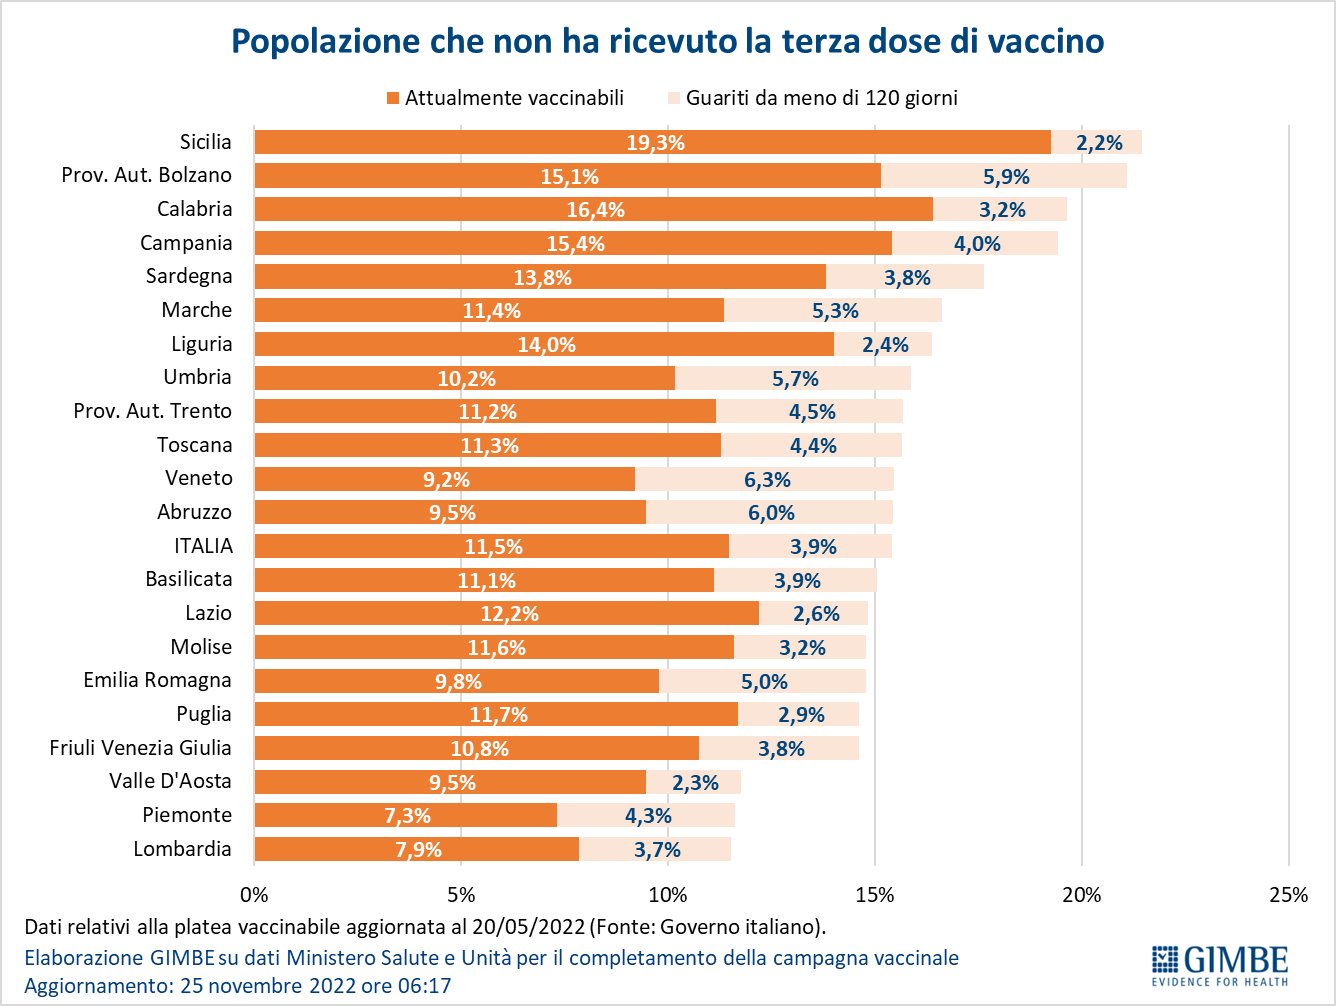 Popolazione che non ha ricevuto la terza dose di vaccino
Attualmente vaccinabili Guariti da meno di 120 giorni
Sicilia 19,3% 2,2%
Prov. Aut. Bolzano 15,1% 5,9%
Calabria 16,4% 3,2%
Campania 15,4% 4,0%
Sardegna 13,8% 3,8%
Marche 11,4% 5,3%
Liguria 14,0% 2,4%
Umbria 10,2% 5,7%
Prov. Aut. Trento 11,2% 4,5%
Toscana 11,3% 4,4%
Veneto 9,2% 6,3%
Abruzzo 9,5% 6,0%
ITALIA 11,5% 3,9%
Basilicata 11,1% 3,9%
Lazio 12,2% 2,6%
Molise 11,6% 3,2%
Emilia Romagna 9,8% 5,0%
Puglia 11,7% 2,9%
Friuli Venezia Giulia 10,8% 3,8%
Valle D'Aosta 9,5% 2,3%
Piemonte 7,3% 4,3%
Lombardia 7,9% 3,7%
0% 5% 10% 15% 20% 25%
Dati relativi alla platea vaccinabile aggiornata al 20/05/2022 (Fonte: Governo italiano).
Elaborazione GIMBE su dati Ministero Salute e Unità per il completamento della campagna vaccinale
Aggiornamento: 25 novembre 2022 ore 06:17
GIMBE
EVIDENCE FOR HEALTH